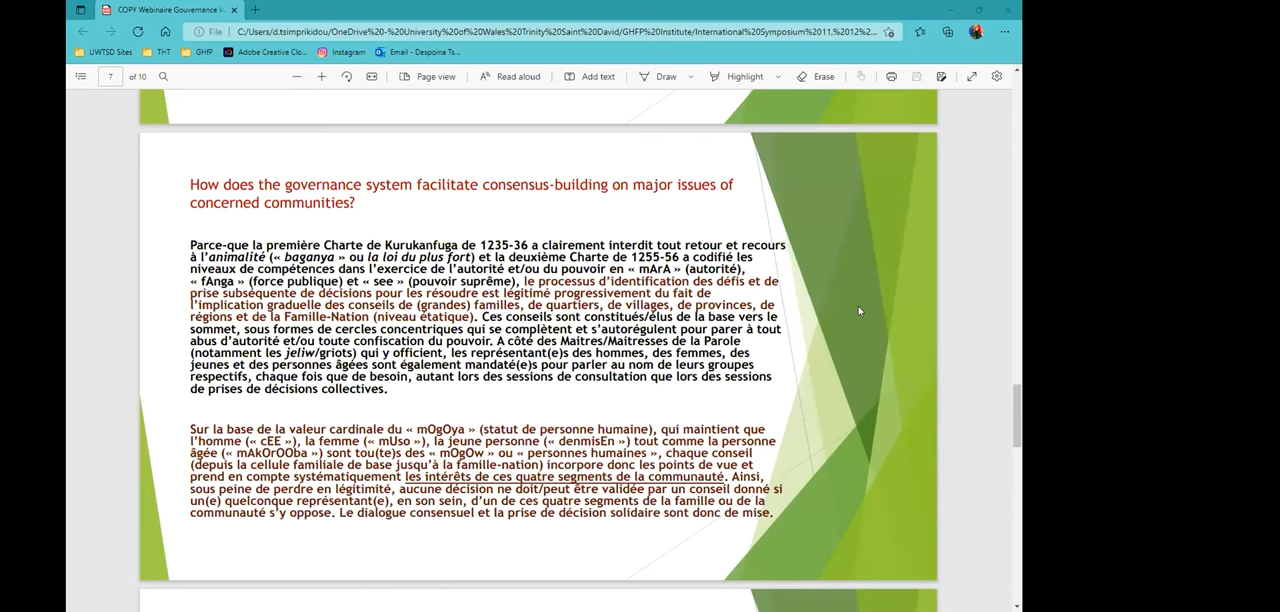 COPY Webinaire Gouvernance k
File
C:/Users/d.tsimprikidou/OneDrive%20-%20University%20of%20Wales%20Trinity%20Saint%20David/GHFP%20Institute/International%20Symposium%2011,%2012%2...
UWTSD Sites
THT
GHfP
Adobe Creative Clo...
Instagram
Email - Despoina Ts...
7
of 10
Page view
Read aloud
Add text
Draw
Highlight
Erase
How does the governance system facilitate consensus-building on major issues of
concerned communities?
Parce-que la première Charte de Kurukanfuga de 1235-36 a clairement interdit tout retour et recours
à l'animalité (« baganya » ou la loi du plus fort) et la deuxième Charte de 1255-56 a codifié les
niveaux de compétences dans l'exercice de l'autorité et/ou du pouvoir en « mArA » (autorité),
« fAnga » (force publique) et « see » (pouvoir suprême), le processus d'identification des défis et de
prise subséquente de décisions pour les résoudre est légitimé progressivement du fait de
l'implication graduelle des conseils de (grandes) familles, de quartiers, de villages, de provinces, de
régions et de la Famille-Nation (niveau étatique). Ces conseils sont constitués/élus de la base vers le
sommet, sous formes de cercles concentriques qui se complètent et s'autorégulent pour parer à tout
abus d'autorité et/ou toute confiscation du pouvoir. A côté des Maitres/Maitresses de la Parole
(notamment les jeliw/griots) qui y officient, les représentant(e)s des hommes, des femmes, des
jeunes et des personnes âgées sont également mandaté(e)s pour parler au nom de leurs groupes
respectifs, chaque fois que de besoin, autant lors des sessions de consultation que lors des sessions
de prises de décisions collectives.
Sur la base de la valeur cardinale du « mOgOya » (statut de personne humaine), qui maintient que
l'homme (« cEE »), la femme (« mUso »), la jeune personne (« denmisEn ») tout comme la personne
âgée (« mAkOrOOba ») sont tou(te)s des « mOgOw » ou « personnes humaines », chaque conseil
(depuis la cellule familiale de base jusqu'à la famille-nation) incorpore donc les points de vue et
prend en compte systématiquement les intérêts de ces quatre segments de la communauté. Ainsi,
sous peine de perdre en légitimité, aucune décision ne doit/peut être validée par un conseil donné si
un(e) quelconque représentant(e), en son sein, d'un de ces quatre segments de la famille ou de la
communauté s'y oppose. Le dialogue consensuel et la prise de décision solidaire sont donc de mise.